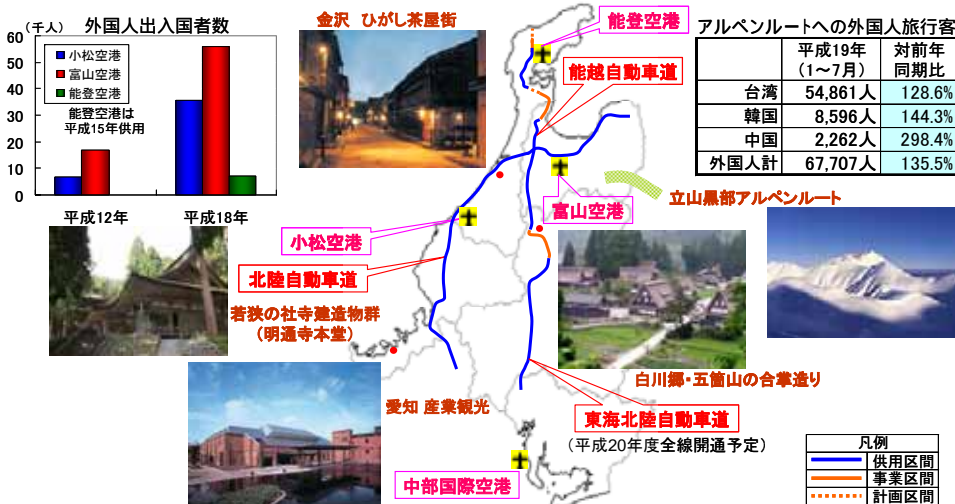 (千人) 外国人出入国者数
60
50
40
30
20
10
0
小松空港
富山空港
能登空港
能登空港は
平成15年供用
平成12年
平成18年
金沢 ひがし茶屋街
能登空港
能越自動車道
アルペンルートへの外国人旅行客
平成19年 対前年
(1～7月) 同期比
台湾 54,861人 128.6%
韓国 8,596人 144.3%
中国 2,262人 298.4%
外国人計 67,707人 135.5%
立山黒部アルペンルート
富山空港
小松空港
北陸自動車道
若狭の社寺建造物群
(明通寺本堂)
白川郷・五箇山の合掌造り
愛知 産業観光
東海北陸自動車道
(平成20年度全線開通予定)
中部国際空港
凡例
供用区間
事業区間
計画区間